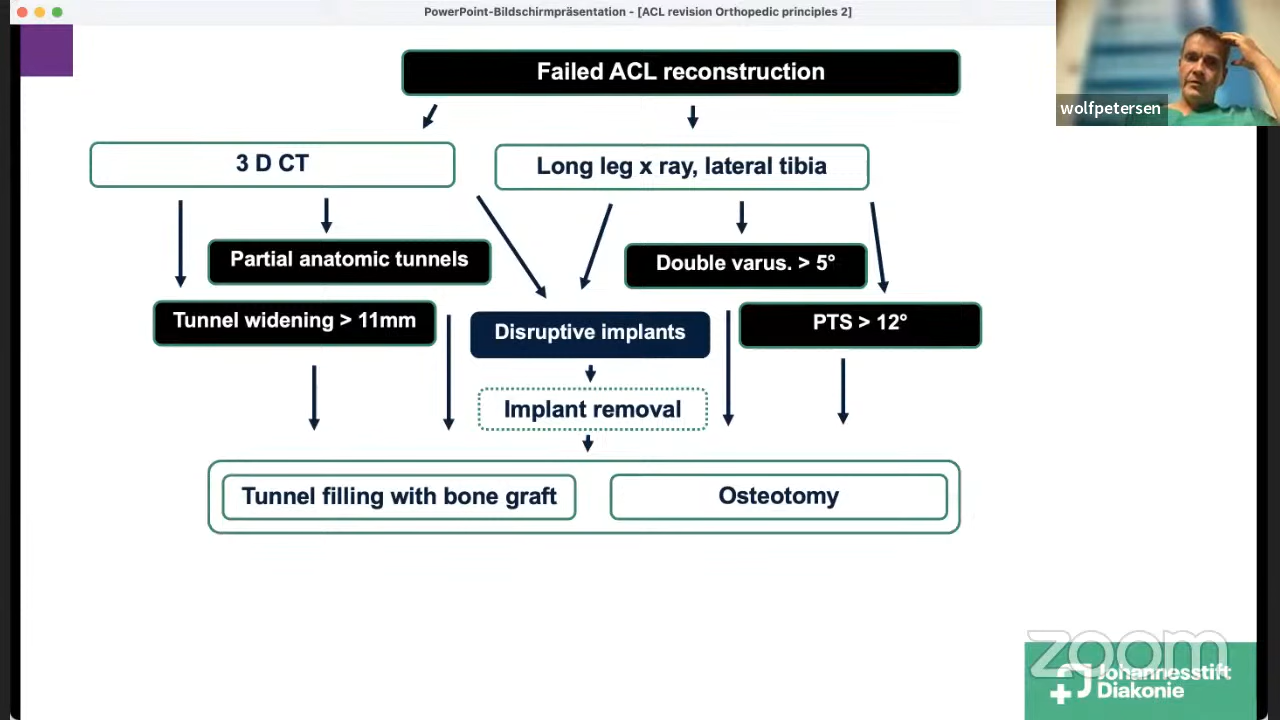 PowerPoint-Bildschirmpräsentation - [ACL revision Orthopedic principles 2]
wolfpetersen
Failed ACL reconstruction
3 D CT
Long leg x ray, lateral tibia
Partial anatomic tunnels
Double varus. > 5°
Tunnel widening > 11mm
Disruptive implants
PTS > 12°
Implant removal
Tunnel filling with bone graft
Osteotomy
zoom
Johannesstift
Diakonie